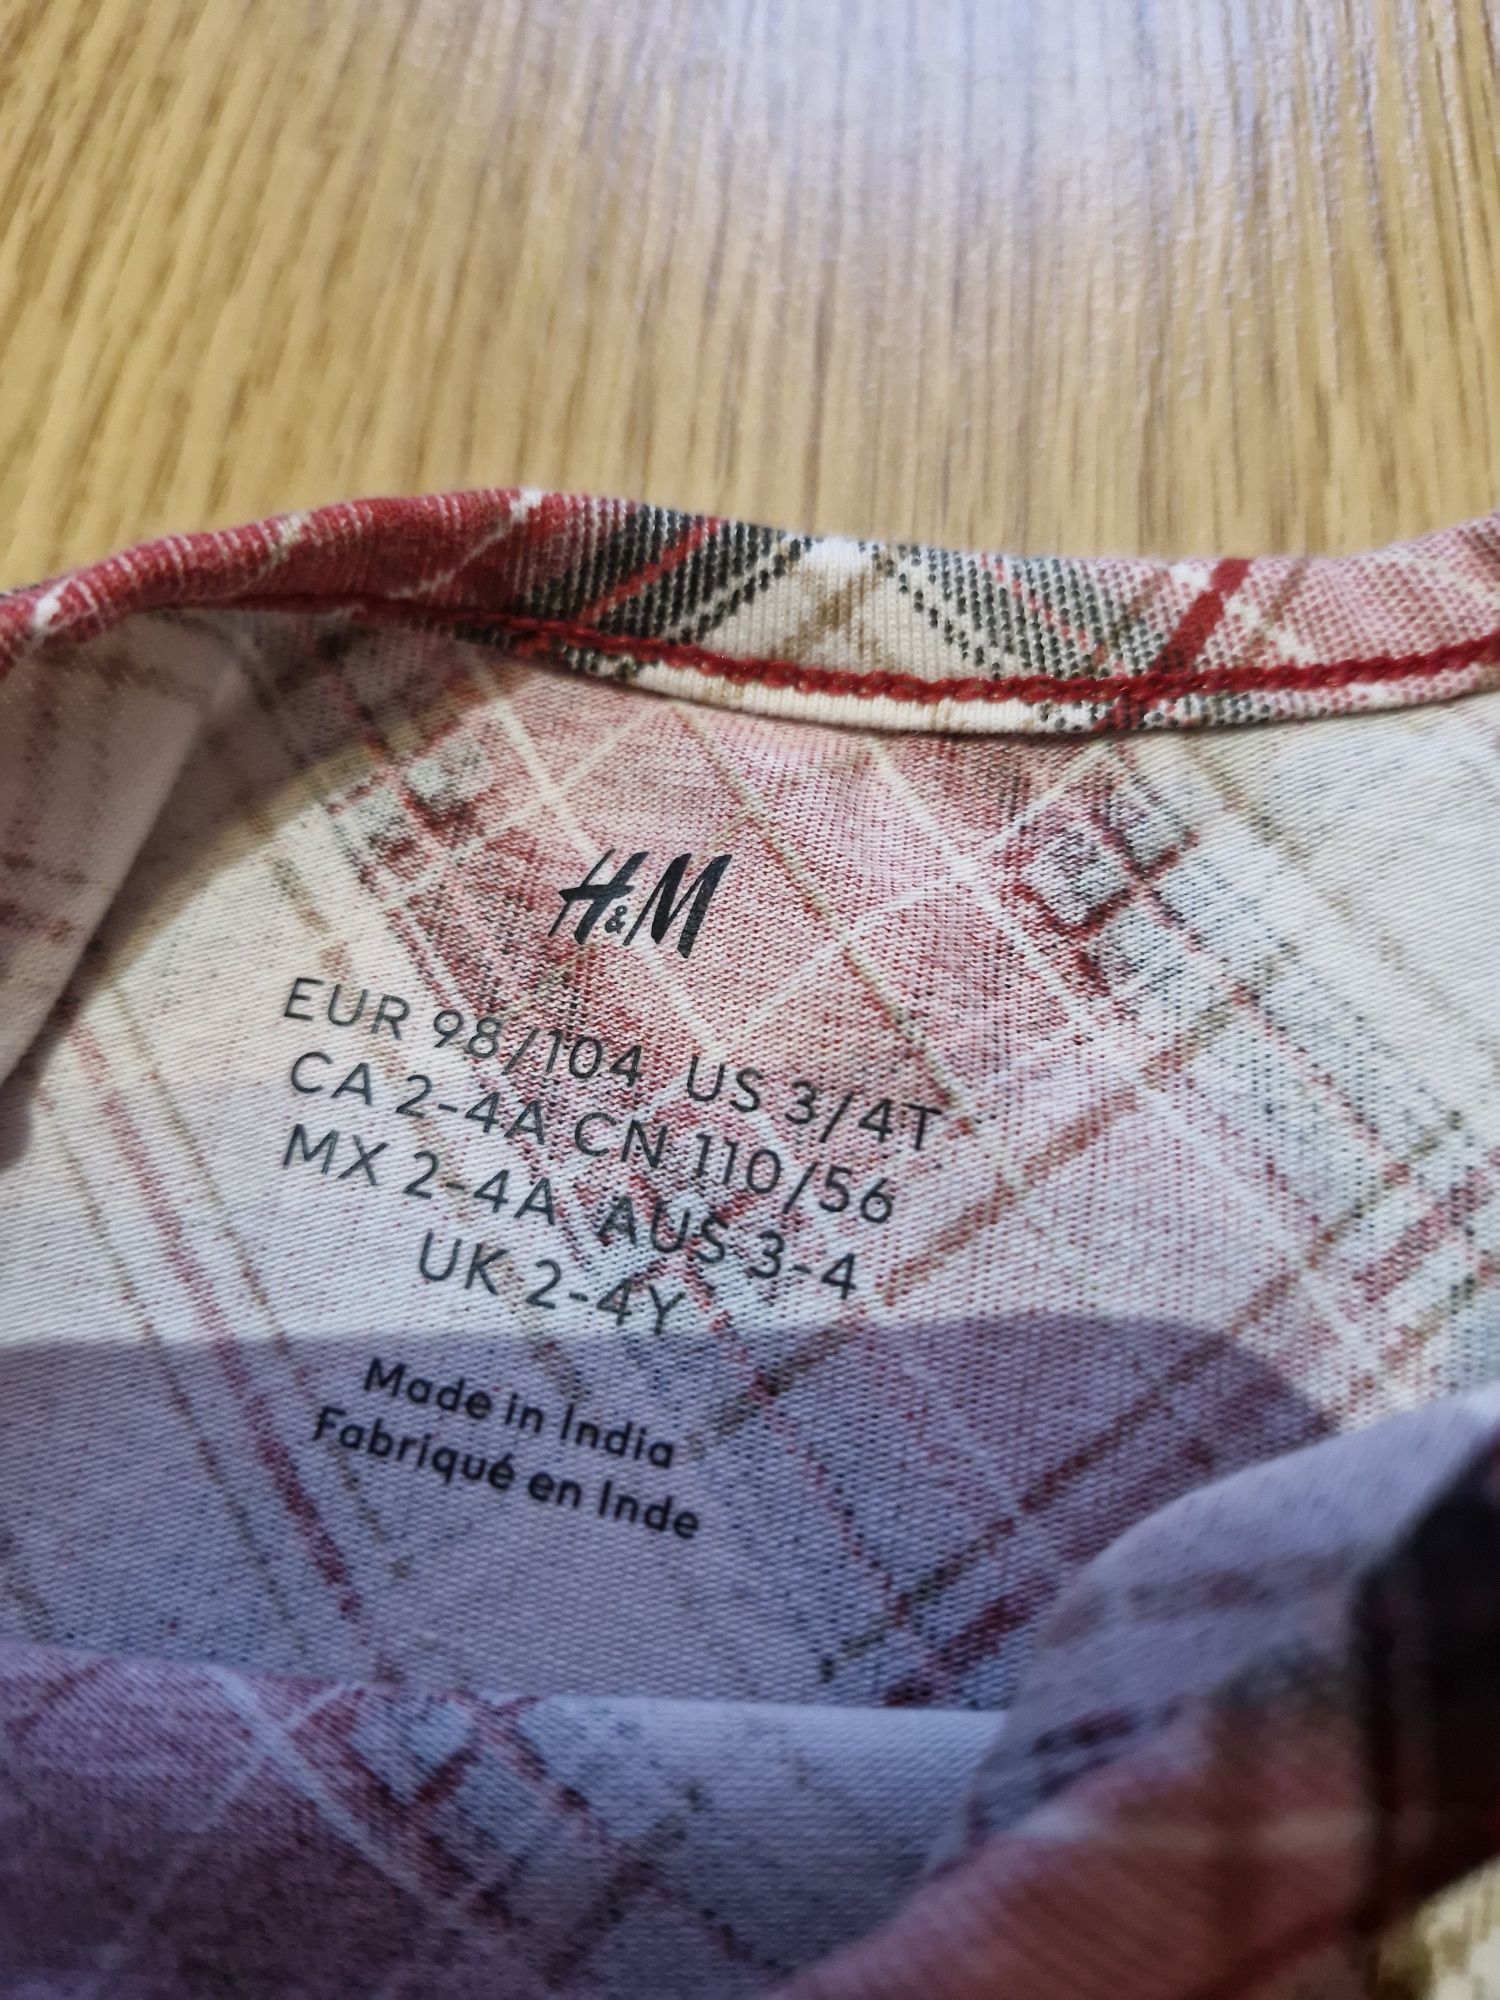 H&M
EUR 98/104 US 3/4T
CA 2-4A CN 110/56
MX 2-4A AUS 3-4
UK 2-4Y
Made in India
Fabriqué en Inde